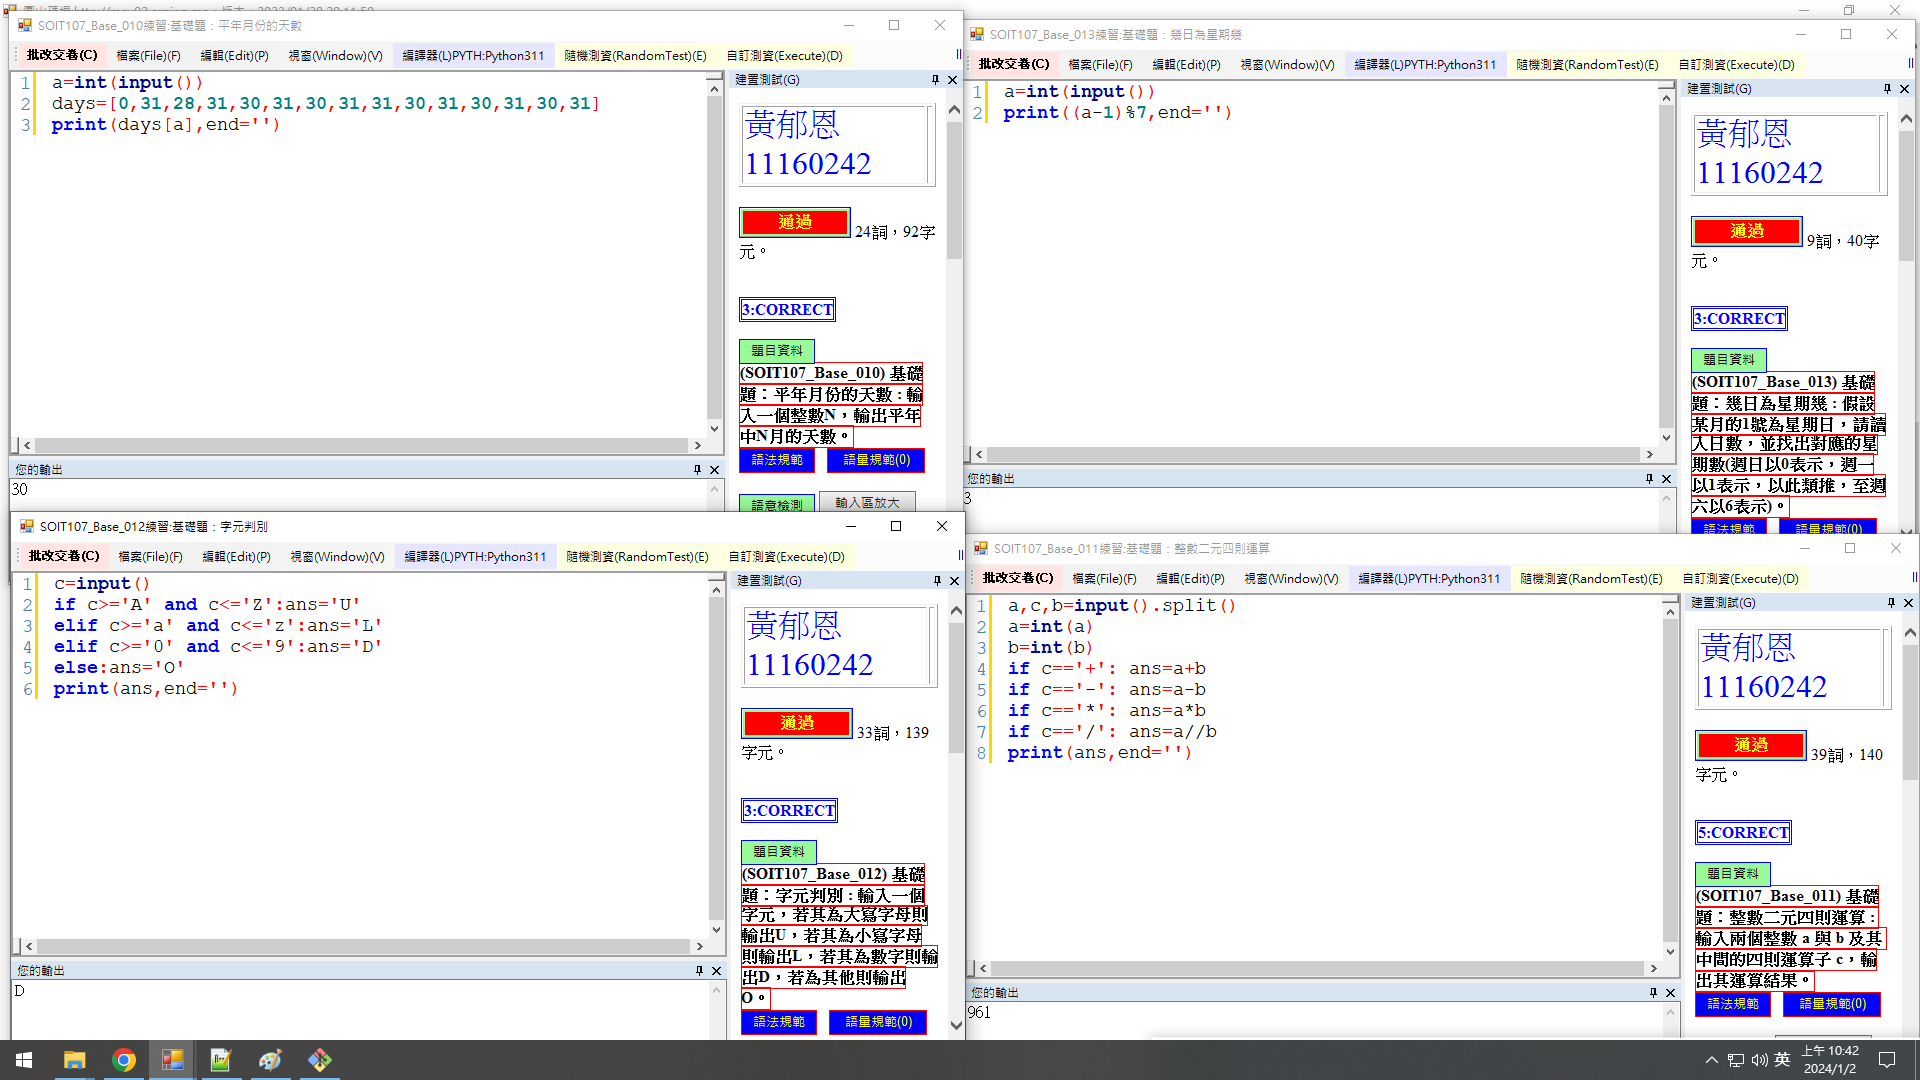 SOIT107_Base_010練習:基礎題：平年月份的天數
批改交卷(C) 檔案(File)(F) 編輯(Edit)(P) 視窗(Window)(V) 編譯器(L)PYTH:Python311 隨機測資(RandomTest)(E) 自訂測資(Execute)(D)
1 a=int(input())
2 days=[0,31,28,31,30,31,30,31,31,30,31,30,31,30,31]
3 print(days[a],end='')
建置測試(G)
黃郁恩
11160242
通過 24詞，92字
元。
3:CORRECT
題目資料
(SOIT107_Base_010) 基礎
題：平年月份的天數 : 輸
入一個整數N，輸出平年
中N月的天數。
語法規範 語量規範(0)
語意檢測 輸入區放大
您的輸出
30
SOIT107_Base_013練習:基礎題：幾日為星期幾
批改交卷(C) 檔案(File)(F) 編輯(Edit)(P) 視窗(Window)(V) 編譯器(L)PYTH:Python311 隨機測資(RandomTest)(E) 自訂測資(Execute)(D)
1 a=int(input())
2 print((a-1)%7,end='')
建置測試(G)
黃郁恩
11160242
通過 9詞，40字
元。
3:CORRECT
題目資料
(SOIT107_Base_013) 基礎
題：幾日為星期幾 : 假設
某月的1號為星期日，請讀
入日數，並找出對應的星
期數(週日以0表示，週一
以1表示，以此類推，至週
六以6表示)。
語法規範 語量規範(0)
您的輸出
3
SOIT107_Base_012練習:基礎題：字元判別
批改交卷(C) 檔案(File)(F) 編輯(Edit)(P) 視窗(Window)(V) 編譯器(L)PYTH:Python311 隨機測資(RandomTest)(E) 自訂測資(Execute)(D)
1 c=input()
2 if c>='A' and c<='Z':ans='U'
3 elif c>='a' and c<='z':ans='L'
4 elif c>='0' and c<='9':ans='D'
5 else:ans='O'
6 print(ans,end='')
建置測試(G)
黃郁恩
11160242
通過 33詞，139
字元。
3:CORRECT
題目資料
(SOIT107_Base_012) 基礎
題：字元判別 : 輸入一個
字元，若其為大寫字母則
輸出U，若其為小寫字母
則輸出L，若其為數字則輸
出D，若為其他則輸出
O。
語法規範 語量規範(0)
您的輸出
D
SOIT107_Base_011練習:基礎題：整數二元四則運算
批改交卷(C) 檔案(File)(F) 編輯(Edit)(P) 視窗(Window)(V) 編譯器(L)PYTH:Python311 隨機測資(RandomTest)(E) 自訂測資(Execute)(D)
1 a,c,b=input().split()
2 a=int(a)
3 b=int(b)
4 if c=='+': ans=a+b
5 if c=='-': ans=a-b
6 if c=='*': ans=a*b
7 if c=='/': ans=a//b
8 print(ans,end='')
建置測試(G)
黃郁恩
11160242
通過 39詞，140
字元。
5:CORRECT
題目資料
(SOIT107_Base_011) 基礎
題：整數二元四則運算 :
輸入兩個整數 a 與 b 及其
中間的四則運算子 c，輸
出其運算結果。
語法規範 語量規範(0)
您的輸出
961
英
上午 10:42
2024/1/2